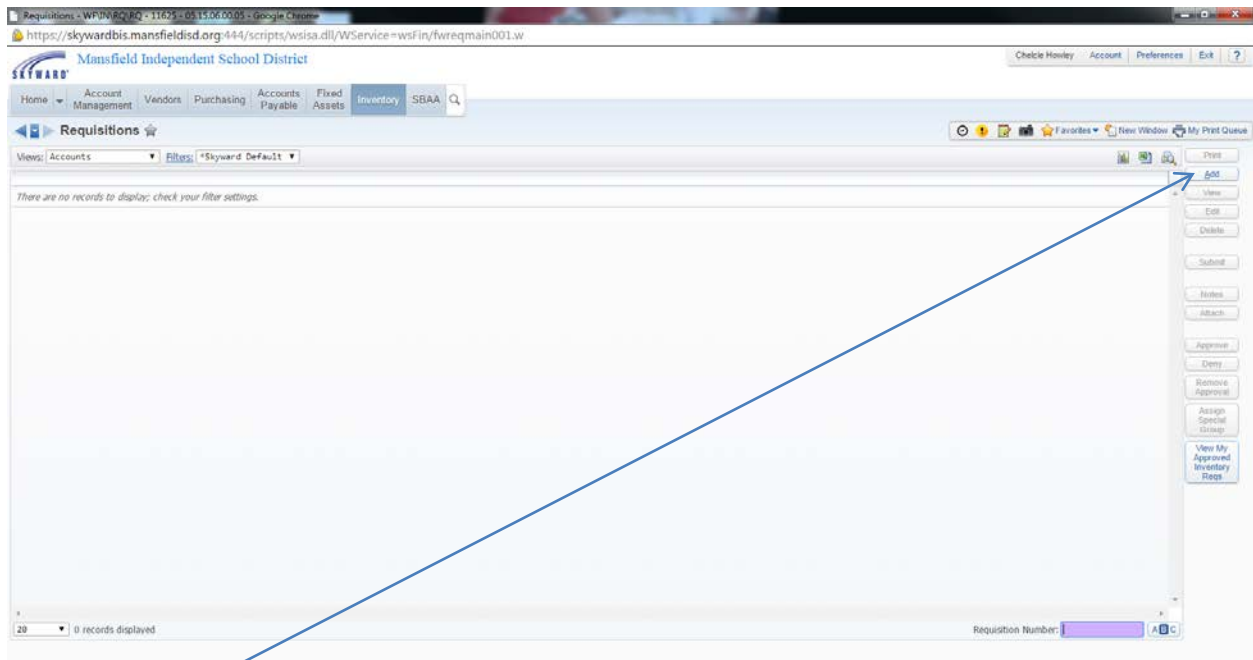 Requisitions - WF\IN\RQ\RQ - 11625 - 05.15.06.00.05 - Google Chrome
https://skywardbis.mansfieldisd.org:444/scripts/wsisa.dll/WService=wsFin/fwreqmain001.w
SKYWARD
Mansfield Independent School District
Chelcie Howley Account Preferences Exit ?
Home Account Management Vendors Purchasing Accounts Payable Fixed Assets Inventory SBAA
Requisitions
Favorites New Window My Print Queue
Views: Accounts Filters: *Skyward Default
There are no records to display; check your filter settings.
Print
Add
View
Edit
Delete
Submit
Notes
Attach
Approve
Deny
Remove
Approval
Assign
Special
Group
View My
Approved
Inventory
Reqs
20 0 records displayed
Requisition Number: A B C